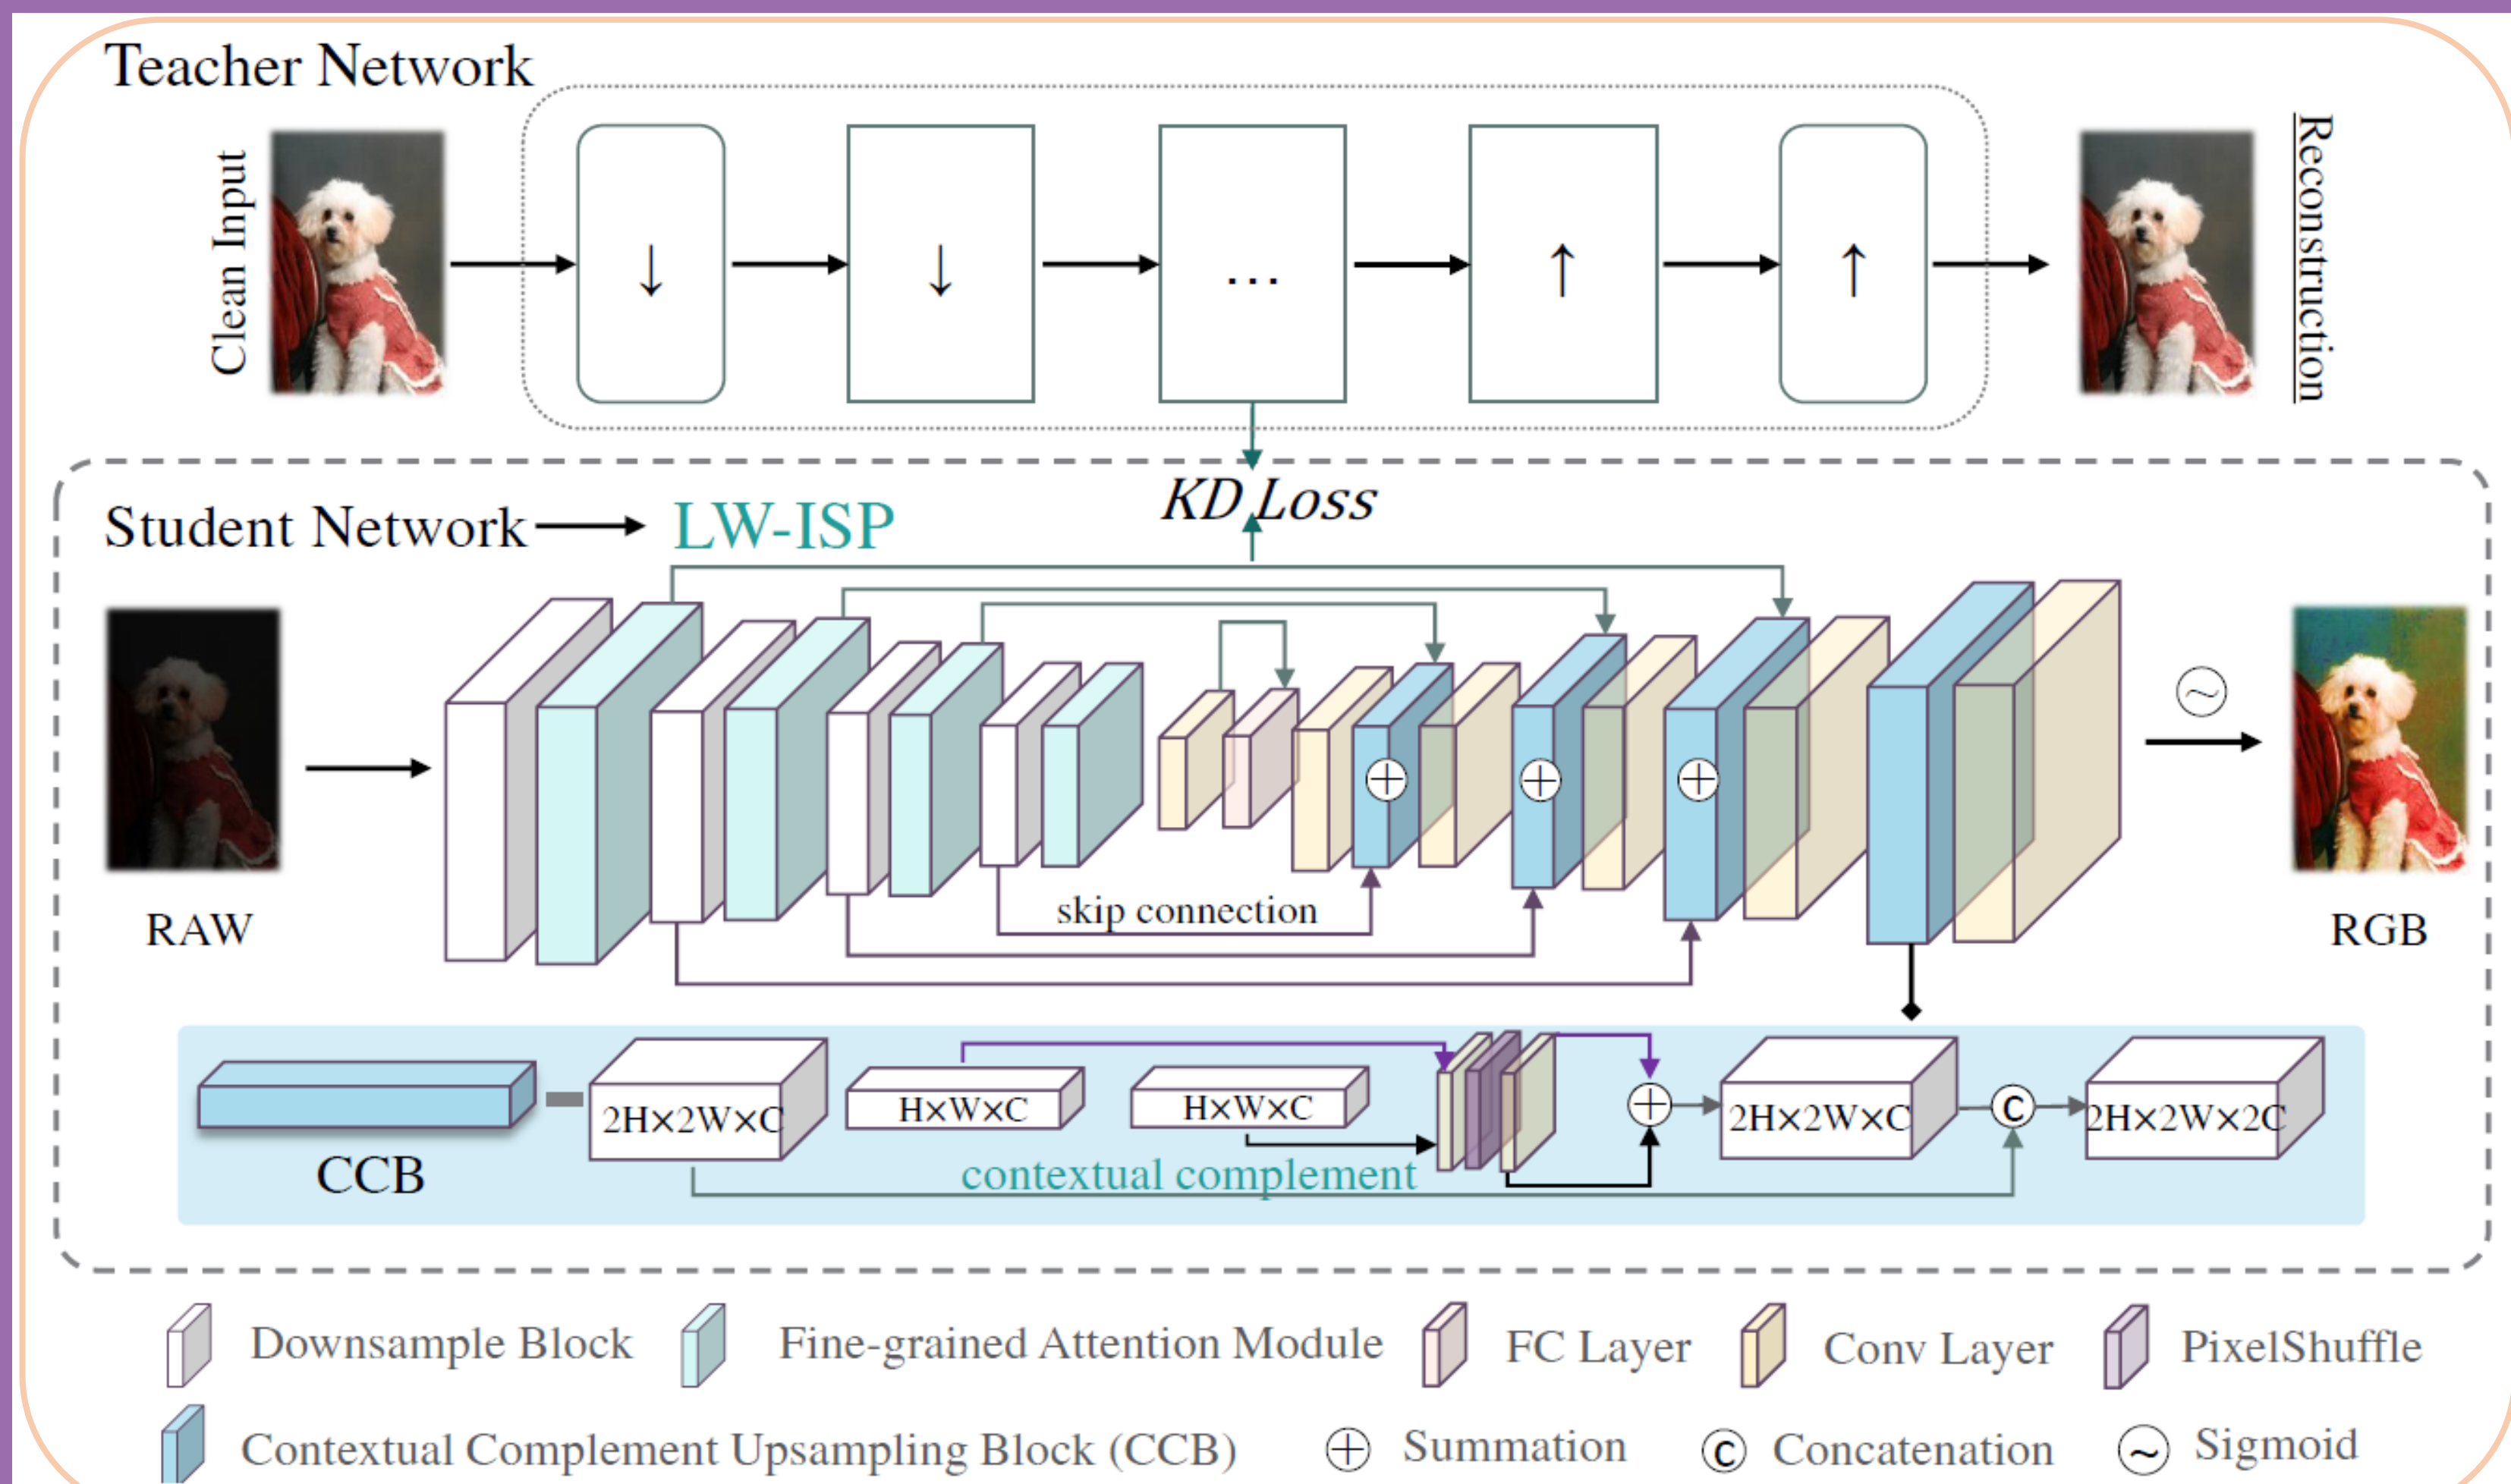 Teacher Network
Clean Input
↓
↓
...
↑
↑
Reconstruction
KD Loss
Student Network
LW-ISP
RAW
+
+
+
skip connection
~
RGB
CCB
2H×2W×C
H×W×C
H×W×C
contextual complement
+
2H×2W×C
C
2H×2W×2C
Downsample Block
Fine-grained Attention Module
FC Layer
Conv Layer
PixelShuffle
Contextual Complement Upsampling Block (CCB)
+ Summation
C Concatenation
~ Sigmoid